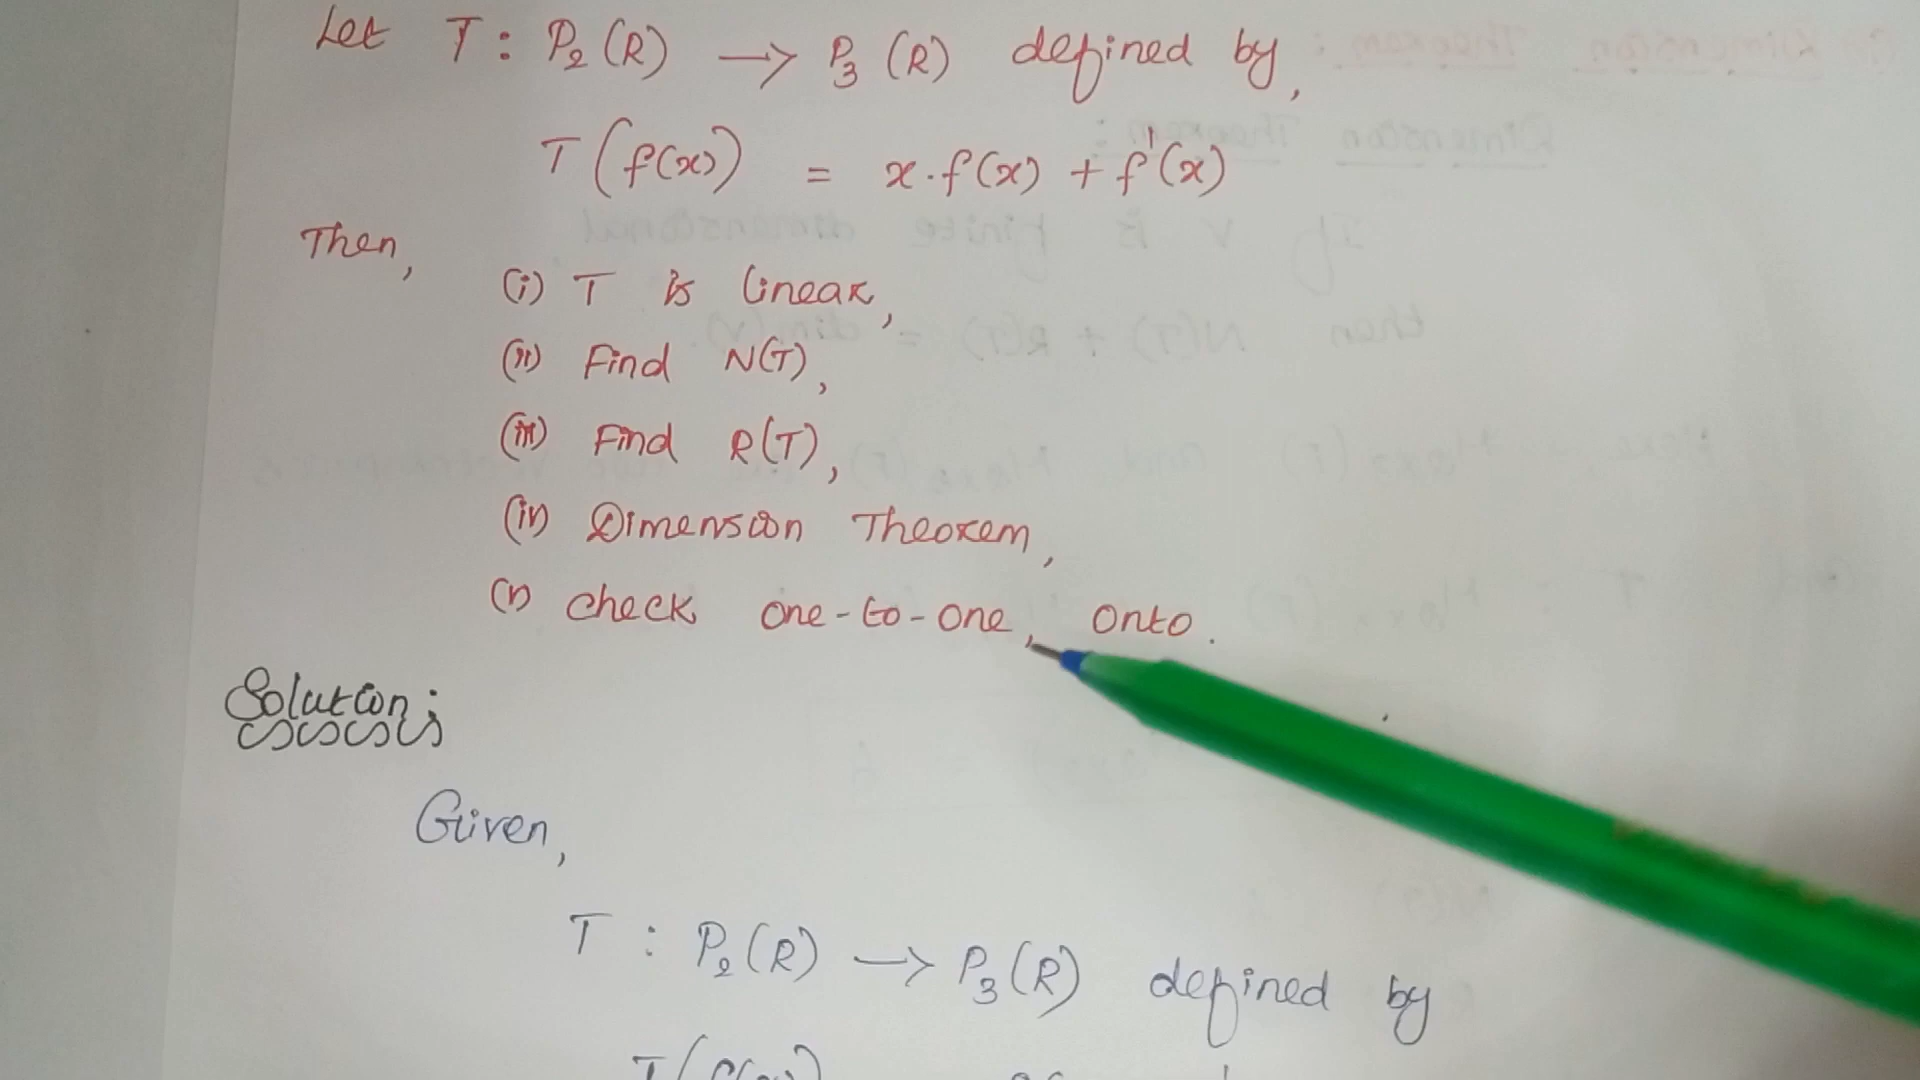 Let T : P₂(R) → P₃(R) defined by,
T(f(x)) = x.f(x) + f'(x)
Then,
(i) T is linear,
(ii) Find N(T),
(iii) Find R(T),
(iv) Dimension Theorem,
(v) check one-to-one, onto.
Solution;
Given,
T : P₂(R) → P₃(R) defined by